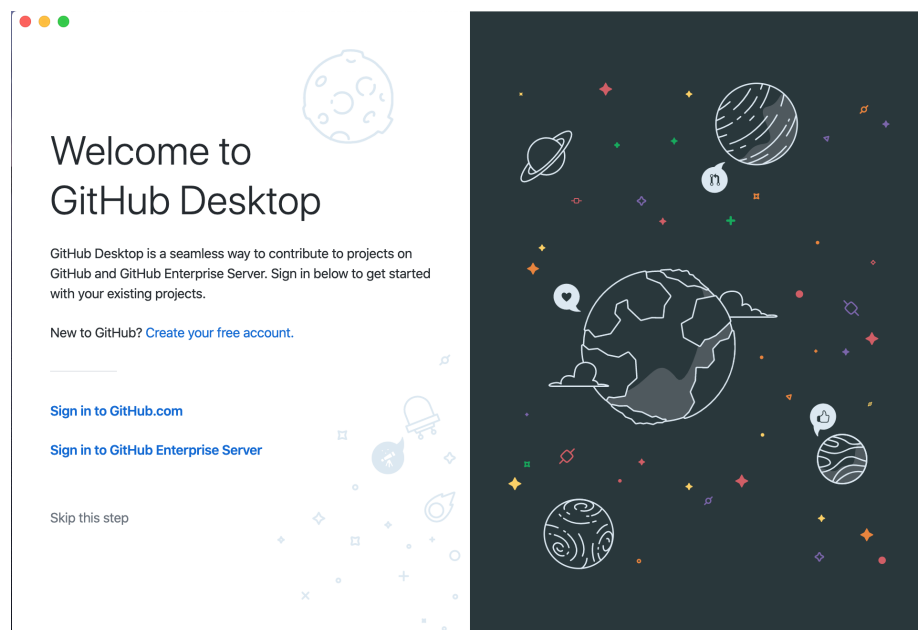 Welcome to
GitHub Desktop
GitHub Desktop is a seamless way to contribute to projects on
GitHub and GitHub Enterprise Server. Sign in below to get started
with your existing projects.
New to GitHub? Create your free account.
Sign in to GitHub.com
Sign in to GitHub Enterprise Server
Skip this step